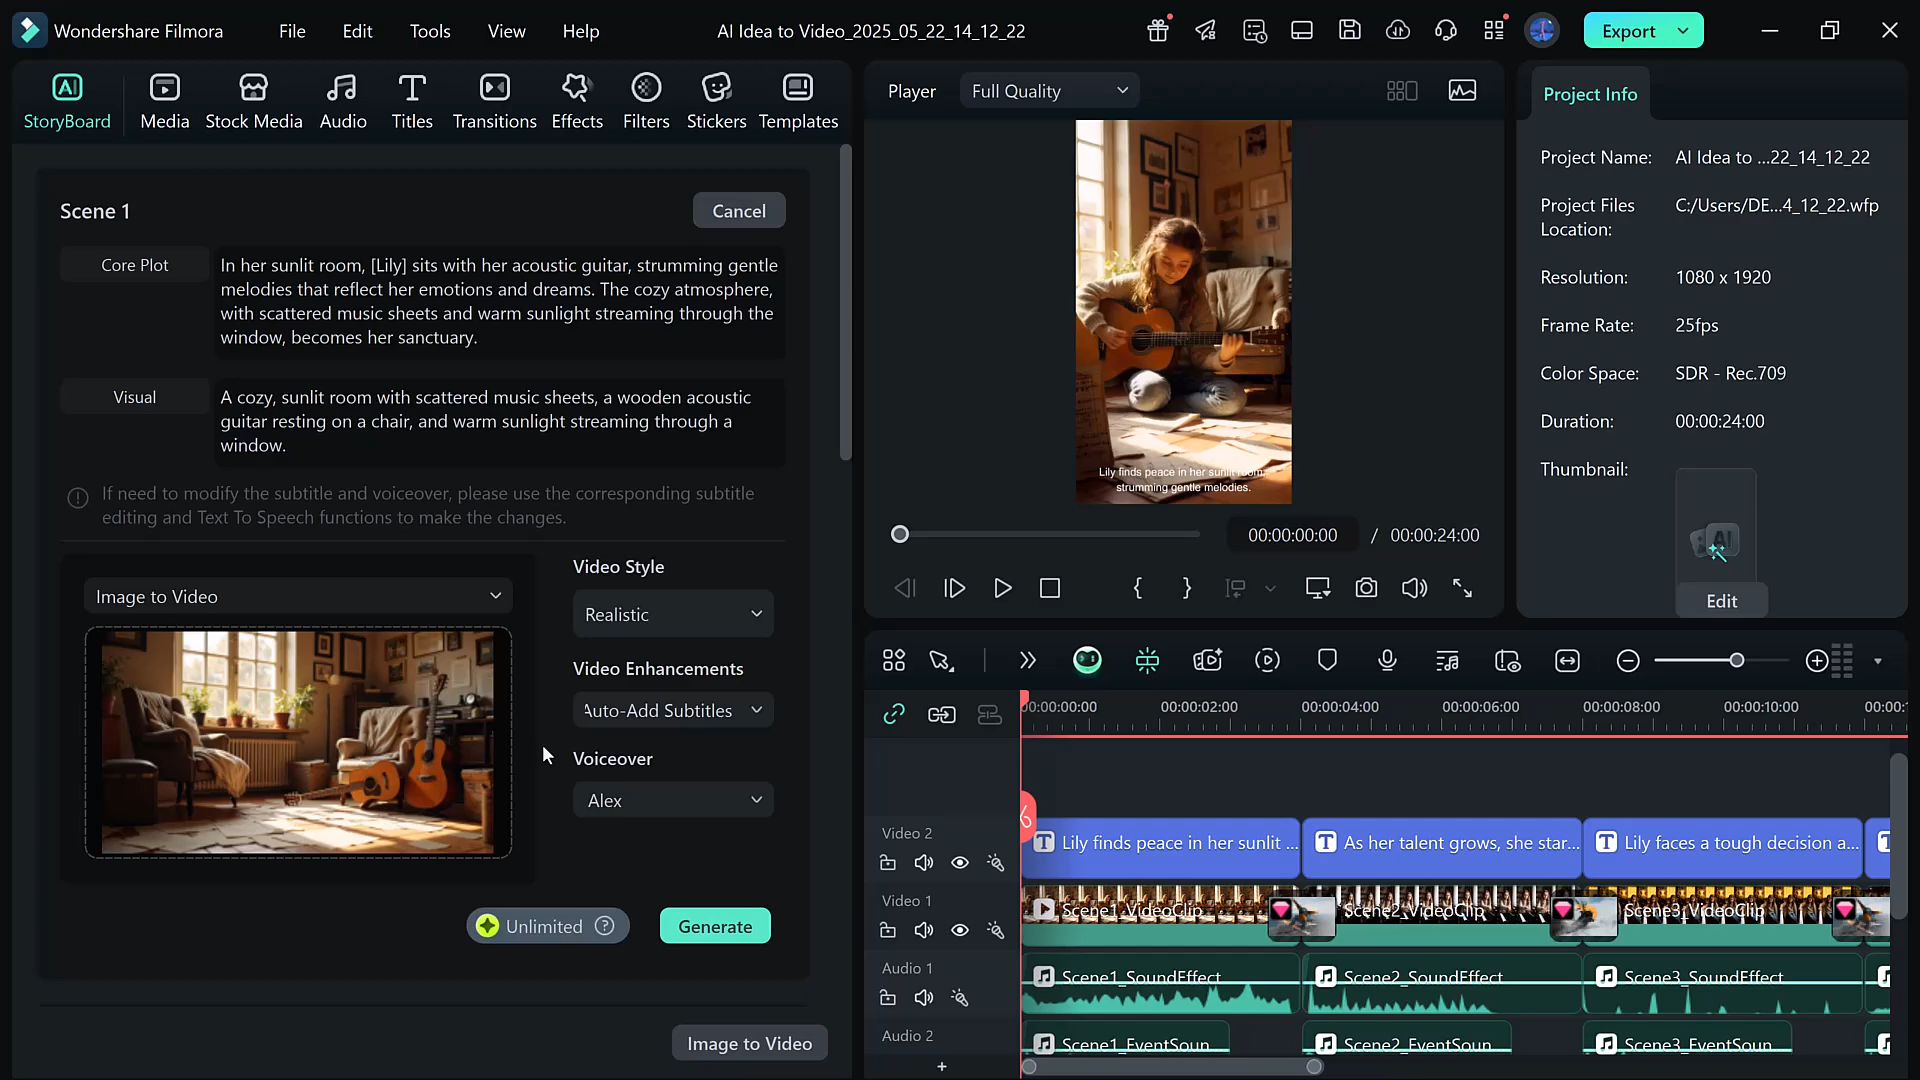 Wondershare Filmora
File
Edit
Tools
View
Help
AI Idea to Video_2025_05_22_14_12_22
Export
AI
StoryBoard
Media
Stock Media
Audio
Titles
Transitions
Effects
Filters
Stickers
Templates
Scene 1
Cancel
Core Plot
In her sunlit room, [Lily] sits with her acoustic guitar, strumming gentle
melodies that reflect her emotions and dreams. The cozy atmosphere,
with scattered music sheets and warm sunlight streaming through the
window, becomes her sanctuary.
Visual
A cozy, sunlit room with scattered music sheets, a wooden acoustic
guitar resting on a chair, and warm sunlight streaming through a
window.
If need to modify the subtitle and voiceover, please use the corresponding subtitle
editing and Text To Speech functions to make the changes.
Image to Video
Video Style
Realistic
Video Enhancements
Auto-Add Subtitles
Voiceover
Alex
Unlimited
Generate
Image to Video
Player
Full Quality
Lily finds peace in her sunlit room,
strumming gentle melodies.
00:00:00:00 / 00:00:24:00
Project Info
Project Name: AI Idea to ...22_14_12_22
Project Files C:/Users/DE...4_12_22.wfp
Location:
Resolution: 1080 x 1920
Frame Rate: 25fps
Color Space: SDR - Rec.709
Duration: 00:00:24:00
Thumbnail:
AI
Edit
00:00:00:00 00:00:02:00 00:00:04:00 00:00:06:00 00:00:08:00 00:00:10:00 00:00:1
Video 2
Lily finds peace in her sunlit ...
As her talent grows, she star...
Lily faces a tough decision a...
Video 1
Scene1_VideoClip
Scene2_VideoClip
Scene3_VideoClip
Audio 1
Scene1_SoundEffect
Scene2_SoundEffect
Scene3_SoundEffect
Audio 2
Scene1_EventSoun
Scene2_EventSoun
Scene3_EventSoun